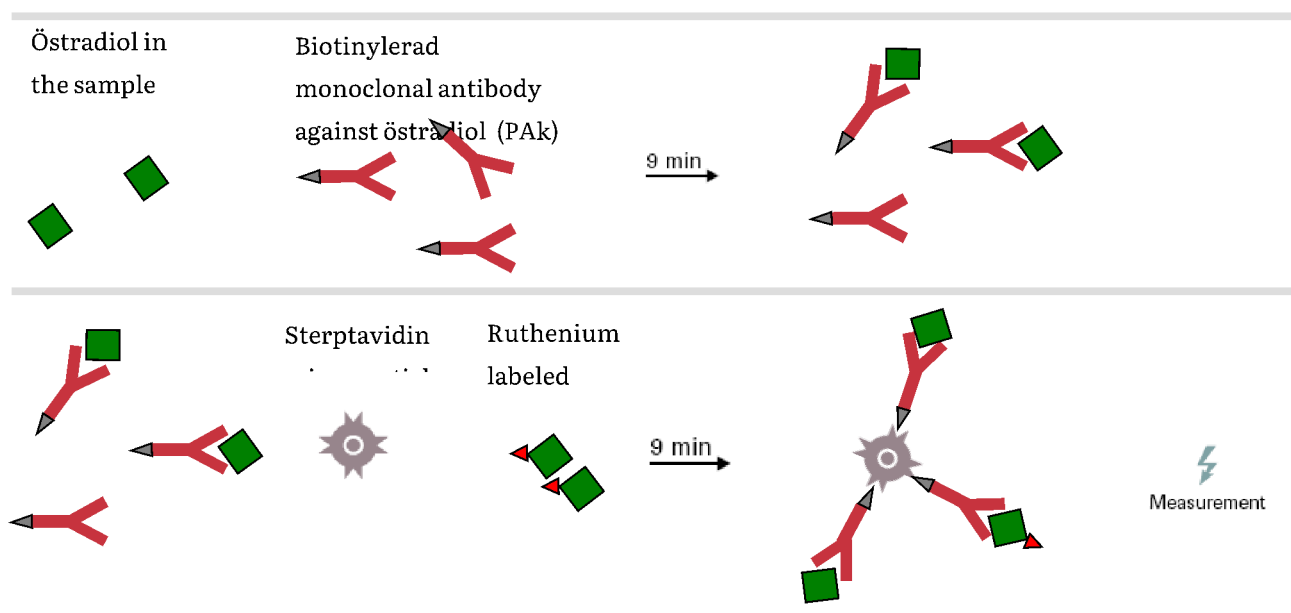 Östradiol in
the sample
Biotinylerad
monoclonal antibody
against östradiol (PAk)
9 min
Sterptavidin
Ruthenium
labeled
9 min
Measurement